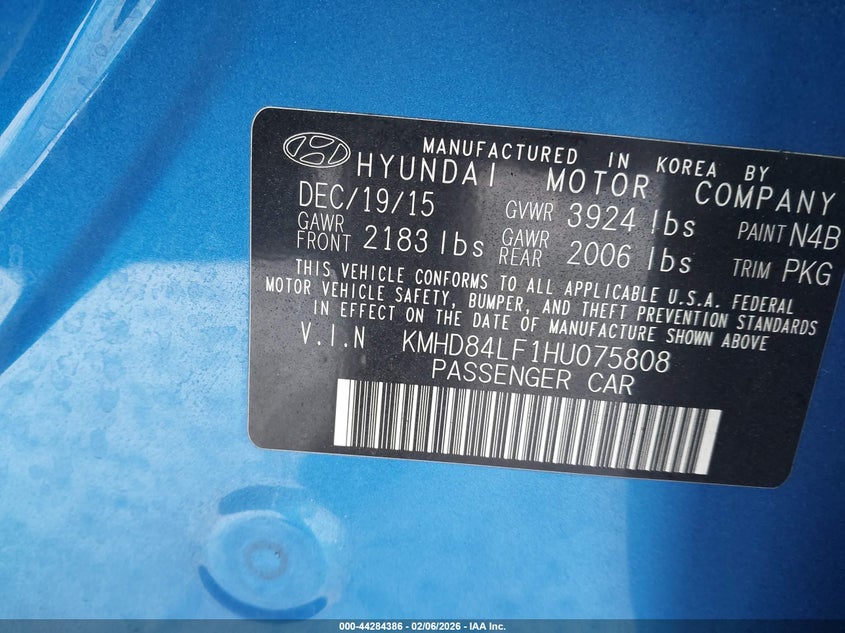 MANUFACTURED IN KOREA BY
HYUNDAI MOTOR COMPANY
DEC/19/15 GVWR 3924 lbs PAINT N4B
GAWR FRONT 2183 lbs GAWR REAR 2006 lbs TRIM PKG
THIS VEHICLE CONFORMS TO ALL APPLICABLE U.S.A. FEDERAL
MOTOR VEHICLE SAFETY, BUMPER, AND THEFT PREVENTION STANDARDS
IN EFFECT ON THE DATE OF MANUFACTURE SHOWN ABOVE
V.I.N KMHD84LF1HU075808
PASSENGER CAR
000-44284386 - 02/06/2026 - IAA Inc.